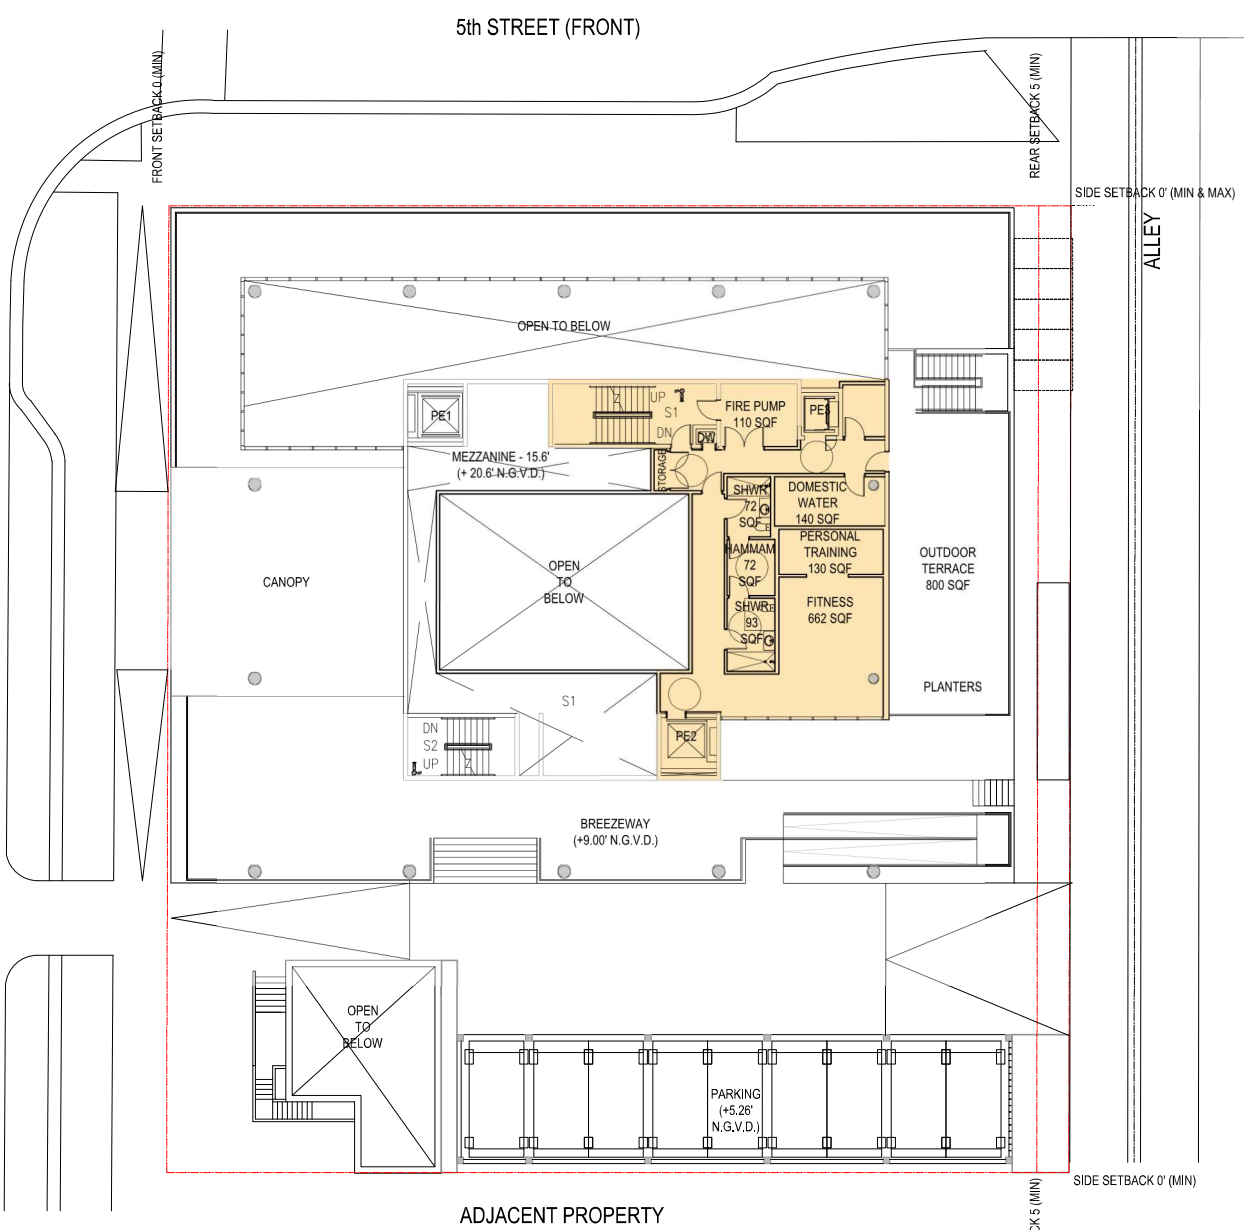 5th STREET (FRONT)
FRONT SETBACK 0 (MIN)
REAR SETBACK 5 (MIN)
SIDE SETBACK 0' (MIN & MAX)
ALLEY
OPEN TO BELOW
PE1
Z
UP
S1
DN
DW
FIRE PUMP
110 SQF
PE3
MEZZANINE - 15.6'
(+ 20.6' N.G.V.D.)
STORAGE
SHWR
72
SQF
DOMESTIC
WATER
140 SQF
HAMMAM
72
SQF
PERSONAL
TRAINING
130 SQF
OUTDOOR
TERRACE
800 SQF
CANOPY
OPEN
TO
BELOW
SHWR
93
SQF
FITNESS
662 SQF
PLANTERS
S1
DN
S2
UP
Z
PE2
BREEZEWAY
(+9.00' N.G.V.D.)
OPEN
TO
BELOW
PARKING
(+5.26'
N.G.V.D.)
SIDE SETBACK 0' (MIN)
CK 5 (MIN)
ADJACENT PROPERTY